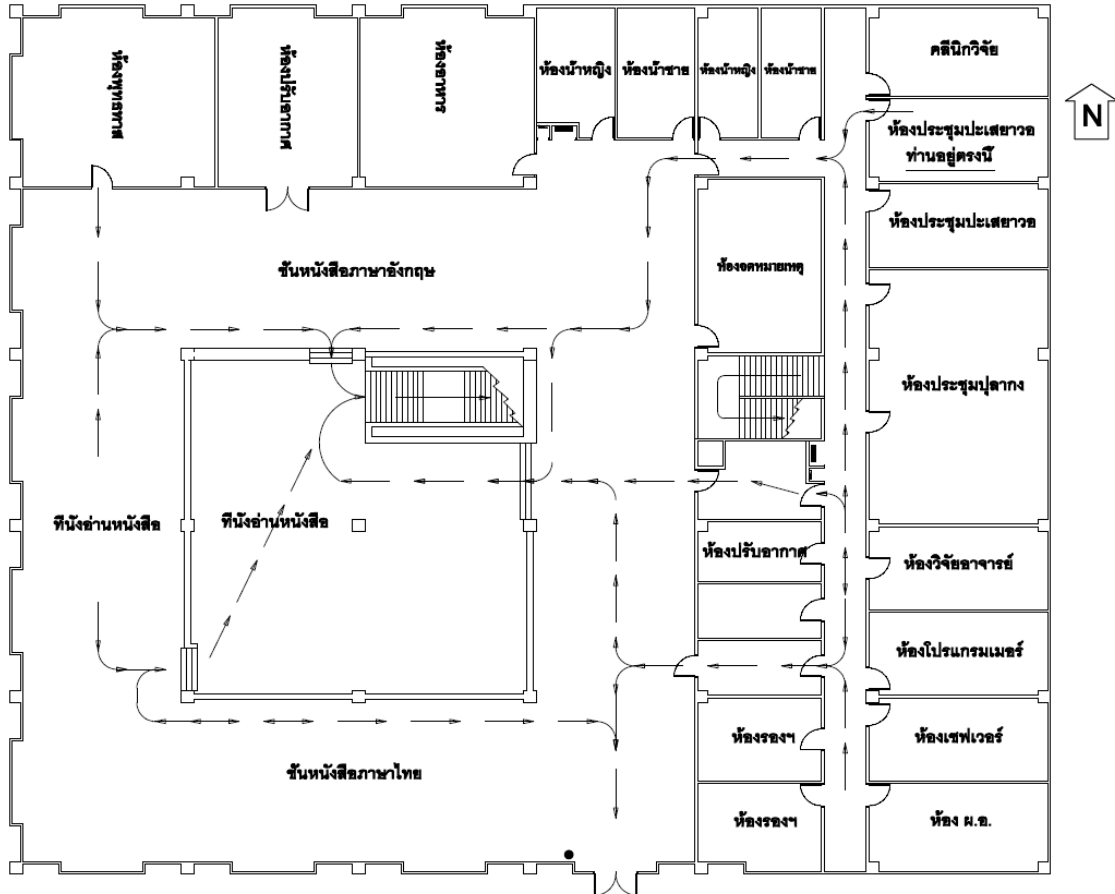 ห้องพุทธทาส
ห้องปรับอากาศ
ห้องอาหาร
ห้องน้ำหญิง
ห้องน้ำชาย
ห้องน้ำหญิง
ห้องน้ำชาย
คลีนิกวิจัย
N
ห้องประชุมปะเสยาวอ
ท่านอยู่ตรงนี้
ห้องประชุมปะเสยาวอ
ชั้นหนังสือภาษาอังกฤษ
ห้องจดหมายเหตุ
ห้องประชุมปุลากง
ที่นั่งอ่านหนังสือ
ที่นั่งอ่านหนังสือ
ห้องปรับอากาศ
ห้องวิจัยอาจารย์
ห้องโปรแกรมเมอร์
ห้องรองฯ
ห้องเซฟเวอร์
ชั้นหนังสือภาษาไทย
ห้องรองฯ
ห้อง ผ.อ.